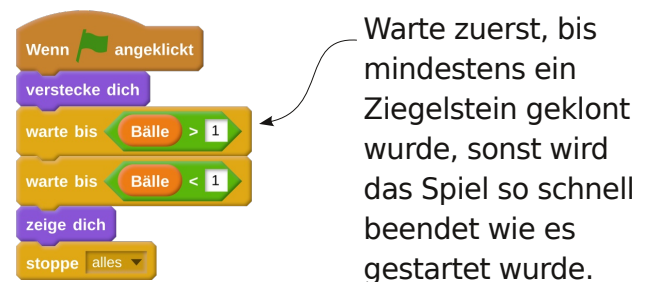 Wenn angeklickt
verstecke dich
warte bis Bälle > 1
warte bis Bälle < 1
zeige dich
stoppe alles
Warte zuerst, bis
mindestens ein
Ziegelstein geklont
wurde, sonst wird
das Spiel so schnell
beendet wie es
gestartet wurde.